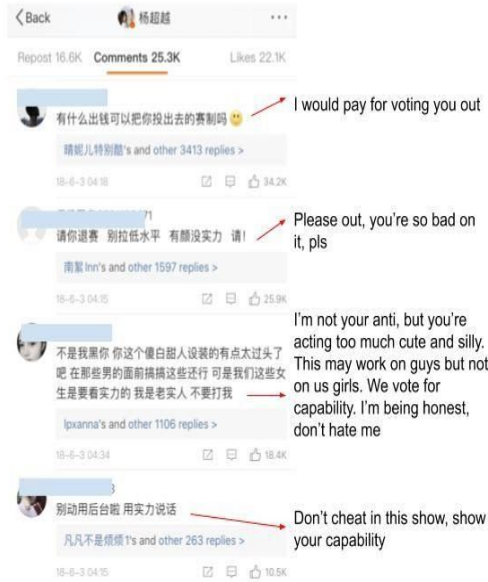 Back
杨超越
Repost 16.6K Comments 25.3K Likes 22.1K
有什么出钱可以把你投出去的赛制吗
晴妮儿特别酷's and other 3413 replies >
18-6-3 04:16
34.2K
I would pay for voting you out
71
请你退赛 别拉低水平 有颜没实力 请!
南絮Inn's and other 1597 replies >
18-6-3 04:15
25.9K
Please out, you're so bad on
it, pls
不是我黑你 你这个傻白甜人设装的有点太过头了
吧 在那些男的面前搞搞这些还行 可是我们这些女
生是要看实力的 我是老实人 不要打我
lpxanna's and other 1106 replies >
18-6-3 04:34
18.4K
I'm not your anti, but you're
acting too much cute and silly.
This may work on guys but not
on us girls. We vote for
capability. I'm being honest,
don't hate me
别动用后台啦 用实力说话
凡凡不是烦烦1's and other 263 replies >
18-6-3 04:15
10.5K
Don't cheat in this show, show
your capability